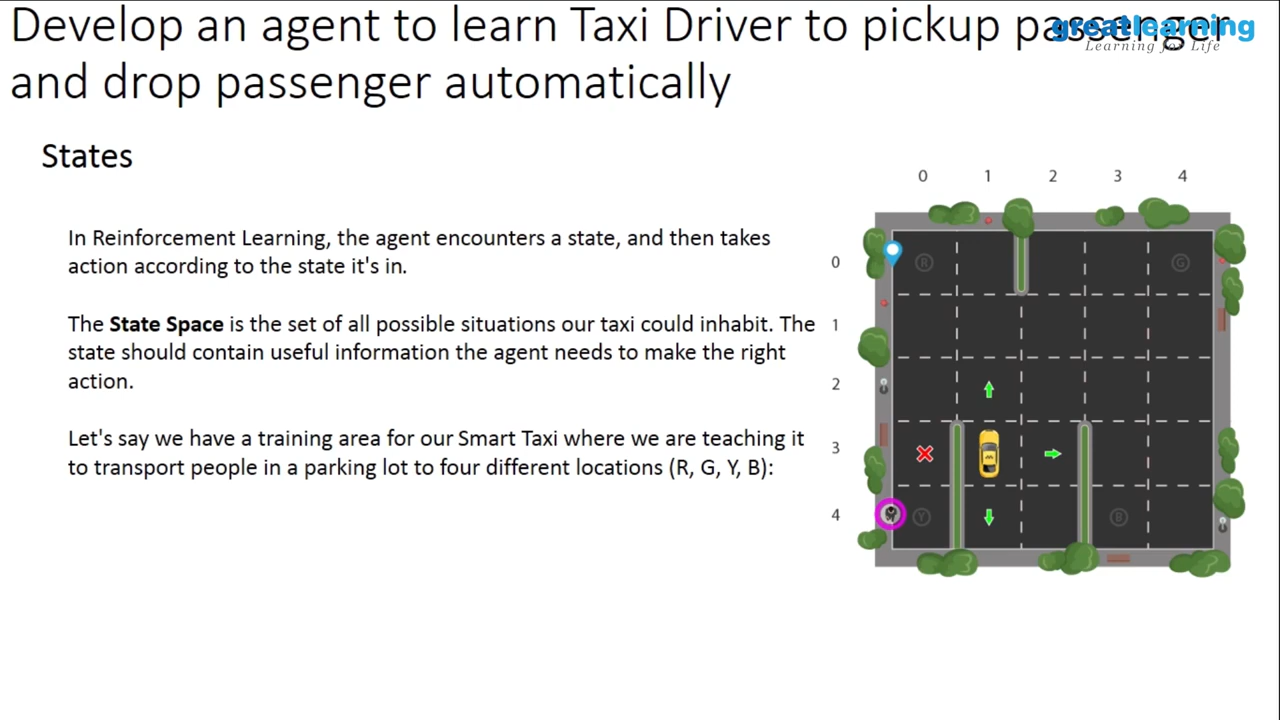 Develop an agent to learn Taxi Driver to pickup passenger
greatlearning
Learning for Life
and drop passenger automatically
States
In Reinforcement Learning, the agent encounters a state, and then takes
action according to the state it's in.
The State Space is the set of all possible situations our taxi could inhabit. The
state should contain useful information the agent needs to make the right
action.
Let's say we have a training area for our Smart Taxi where we are teaching it
to transport people in a parking lot to four different locations (R, G, Y, B):
0 1 2 3 4
0
R G
1
2
3
4
Y B